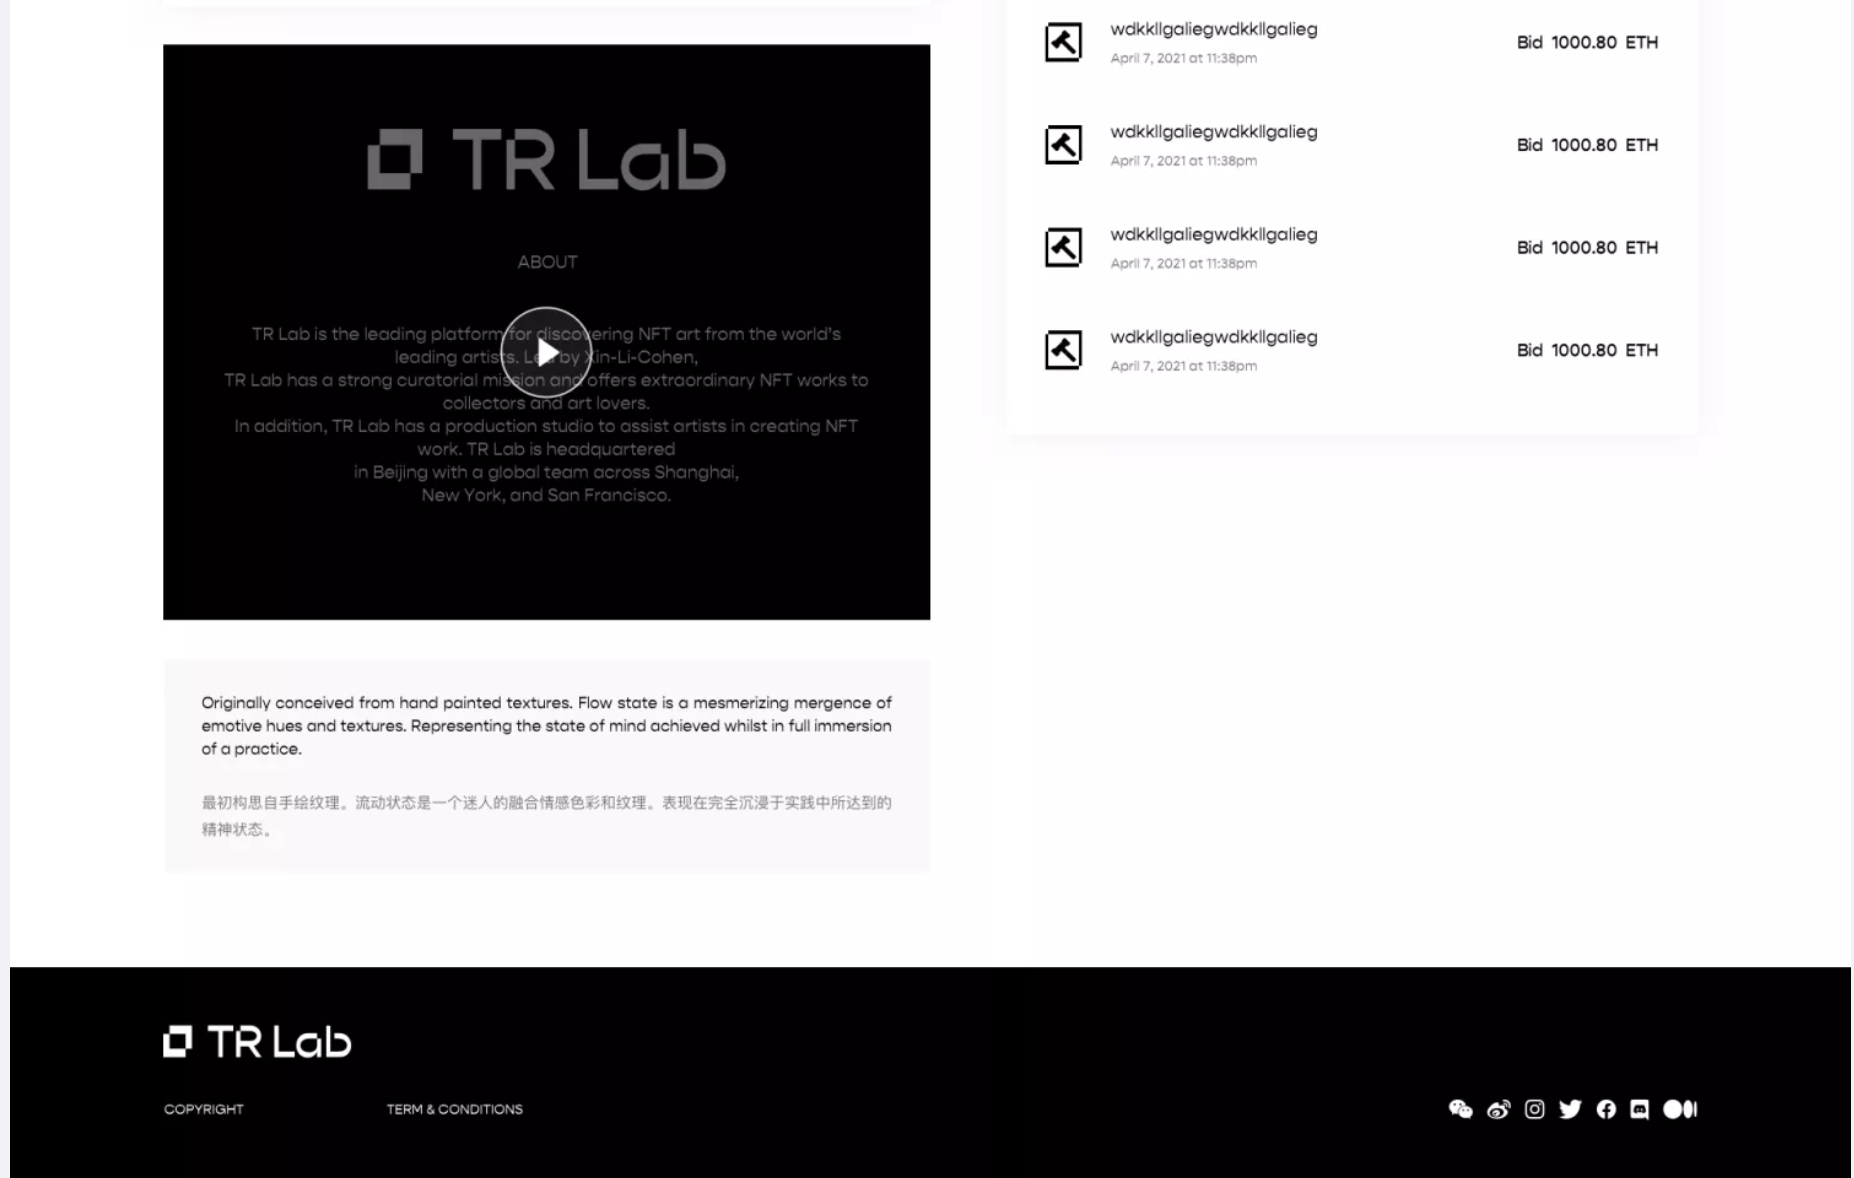 TR Lab
ABOUT
TR Lab is the leading platform for discovering NFT art from the world's
leading artists. Led by Xin-Li-Cohen,
TR Lab has a strong curatorial mission and offers extraordinary NFT works to
collectors and art lovers.
In addition, TR Lab has a production studio to assist artists in creating NFT
work. TR Lab is headquartered
in Beijing with a global team across Shanghai,
New York, and San Francisco.
Originally conceived from hand painted textures. Flow state is a mesmerizing mergence of
emotive hues and textures. Representing the state of mind achieved whilst in full immersion
of a practice.
最初构思自手绘纹理。流动状态是一个迷人的融合情感色彩和纹理。表现在完全沉浸于实践中所达到的
精神状态。
wdkkllgaliegwdkkllgalieg
April 7, 2021 at 11:38pm
Bid 1000.80 ETH
wdkkllgaliegwdkkllgalieg
April 7, 2021 at 11:38pm
Bid 1000.80 ETH
wdkkllgaliegwdkkllgalieg
April 7, 2021 at 11:38pm
Bid 1000.80 ETH
wdkkllgaliegwdkkllgalieg
April 7, 2021 at 11:38pm
Bid 1000.80 ETH
TR Lab
COPYRIGHT
TERM & CONDITIONS